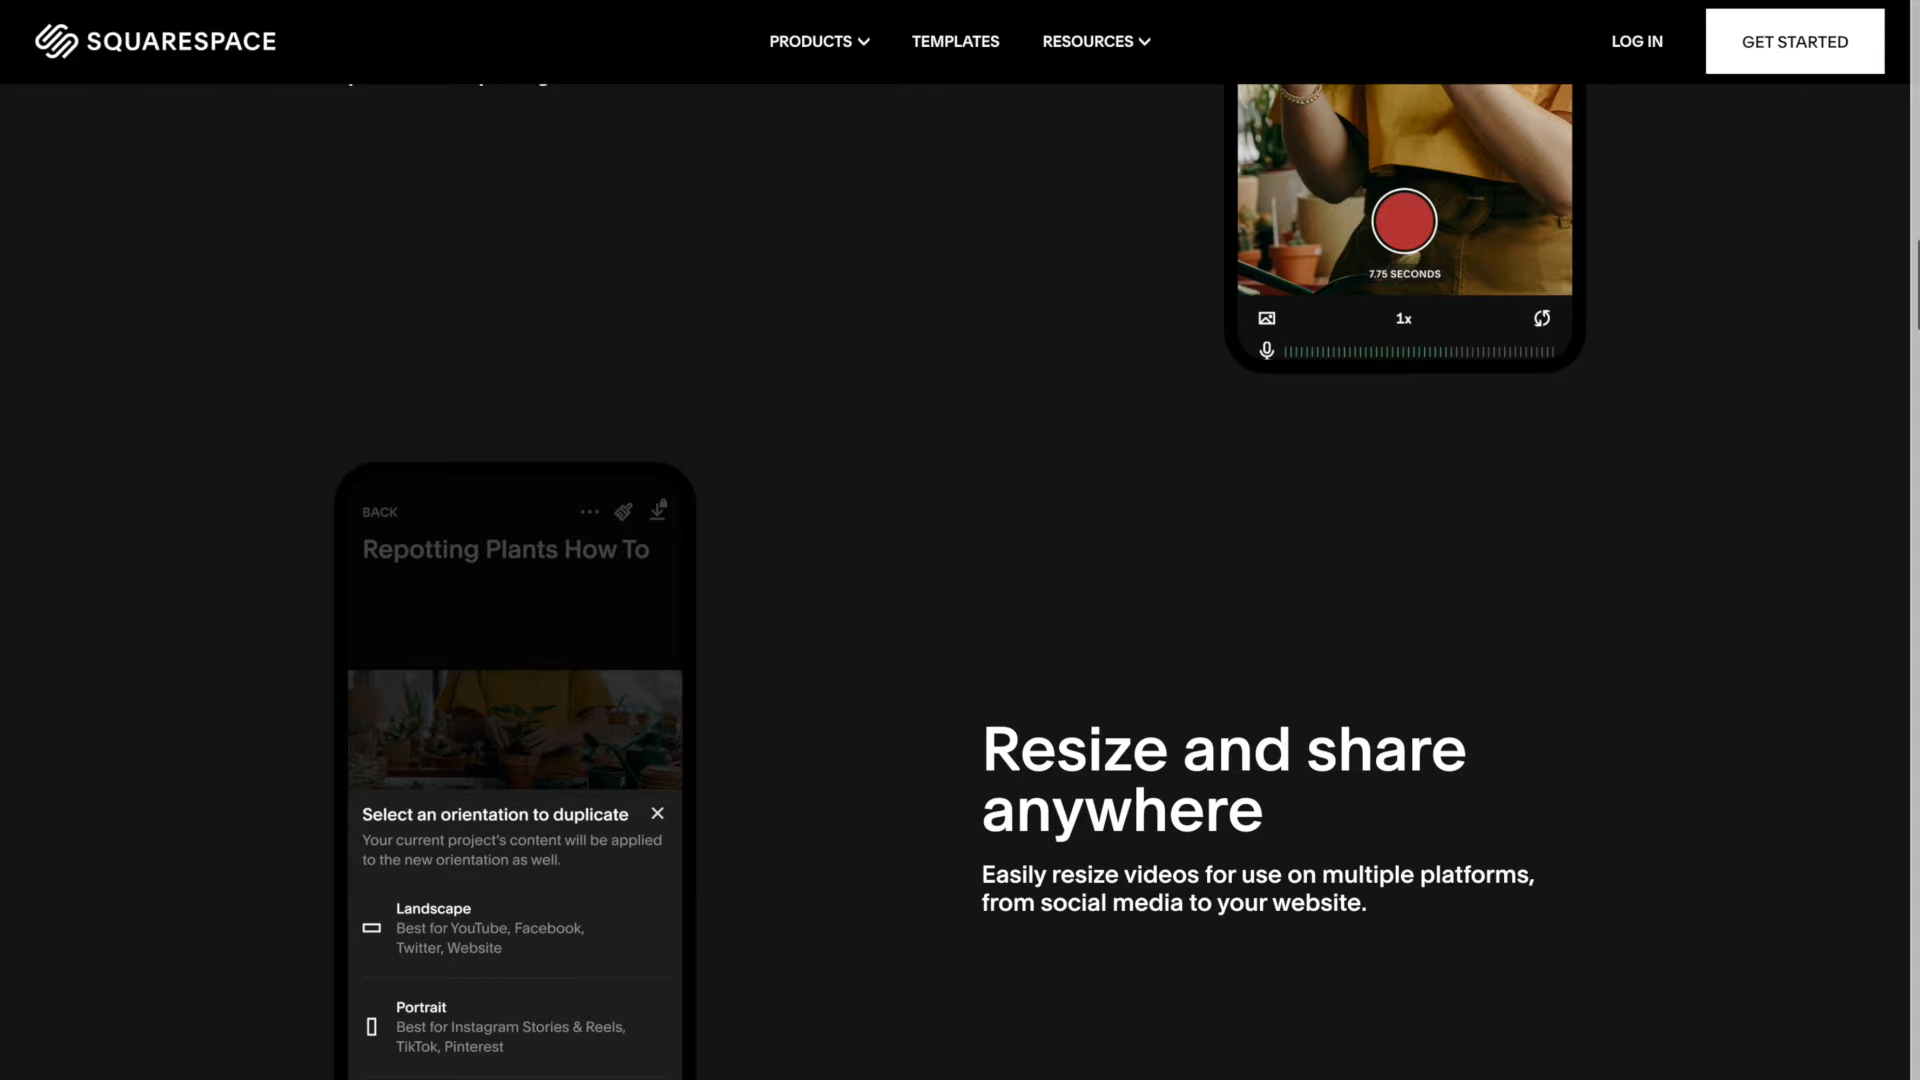 SQUARESPACE
PRODUCTS
TEMPLATES
RESOURCES
LOG IN
GET STARTED
7.75 SECONDS
1x
BACK
Repotting Plants How To
Select an orientation to duplicate
Your current project's content will be applied
to the new orientation as well.
Landscape
Best for YouTube, Facebook,
Twitter, Website
Portrait
Best for Instagram Stories & Reels,
TikTok, Pinterest
Resize and share
anywhere
Easily resize videos for use on multiple platforms,
from social media to your website.